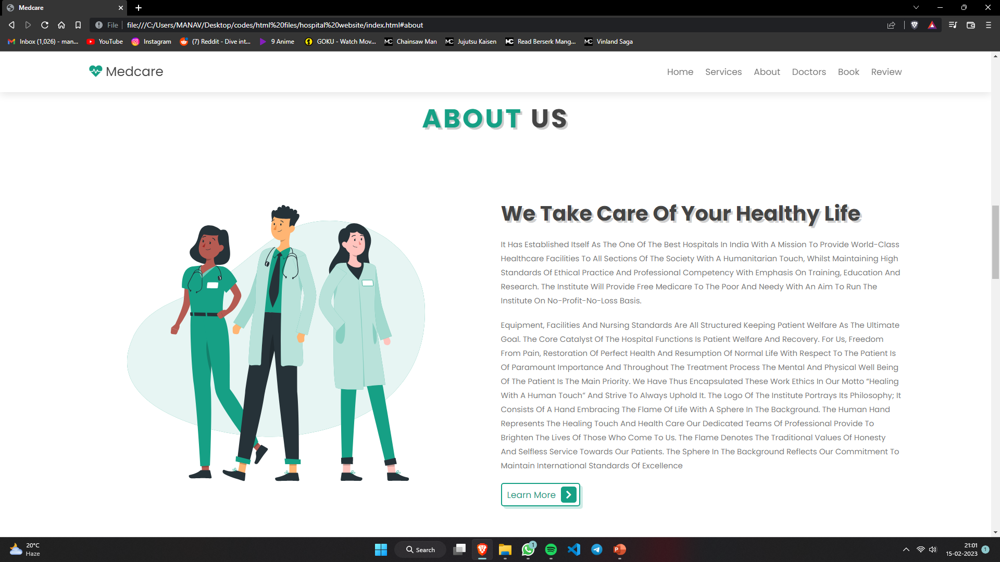 Medcare
File
file:///C:/Users/MANAV/Desktop/codes/html%20files/hospital%20website/index.html#about
Inbox (1,026) - man...
YouTube
Instagram
(7) Reddit - Dive int...
9 Anime
GOKU - Watch Mov...
MC Chainsaw Man
MC Jujutsu Kaisen
MC Read Berserk Mang...
MC Vinland Saga
Medcare
Home
Services
About
Doctors
Book
Review
ABOUT US
We Take Care Of Your Healthy Life
It Has Established Itself As The One Of The Best Hospitals In India With A Mission To Provide World-Class
Healthcare Facilities To All Sections Of The Society With A Humanitarian Touch, Whilst Maintaining High
Standards Of Ethical Practice And Professional Competency With Emphasis On Training, Education And
Research. The Institute Will Provide Free Medicare To The Poor And Needy With An Aim To Run The
Institute On No-Profit-No-Loss Basis.
Equipment, Facilities And Nursing Standards Are All Structured Keeping Patient Welfare As The Ultimate
Goal. The Core Catalyst Of The Hospital Functions Is Patient Welfare And Recovery. For Us, Freedom
From Pain, Restoration Of Perfect Health And Resumption Of Normal Life With Respect To The Patient Is
Of Paramount Importance And Throughout The Treatment Process The Mental And Physical Well Being
Of The Patient Is The Main Priority. We Have Thus Encapsulated These Work Ethics In Our Motto “Healing
With A Human Touch” And Strive To Always Uphold It. The Logo Of The Institute Portrays Its Philosophy; It
Consists Of A Hand Embracing The Flame Of Life With A Sphere In The Background. The Human Hand
Represents The Healing Touch And Health Care Our Dedicated Teams Of Professional Provide To
Brighten The Lives Of Those Who Come To Us. The Flame Denotes The Traditional Values Of Honesty
And Selfless Service Towards Our Patients. The Sphere In The Background Reflects Our Commitment To
Maintain International Standards Of Excellence
Learn More
20°C
Haze
Search
1
P
21:01
15-02-2023
1